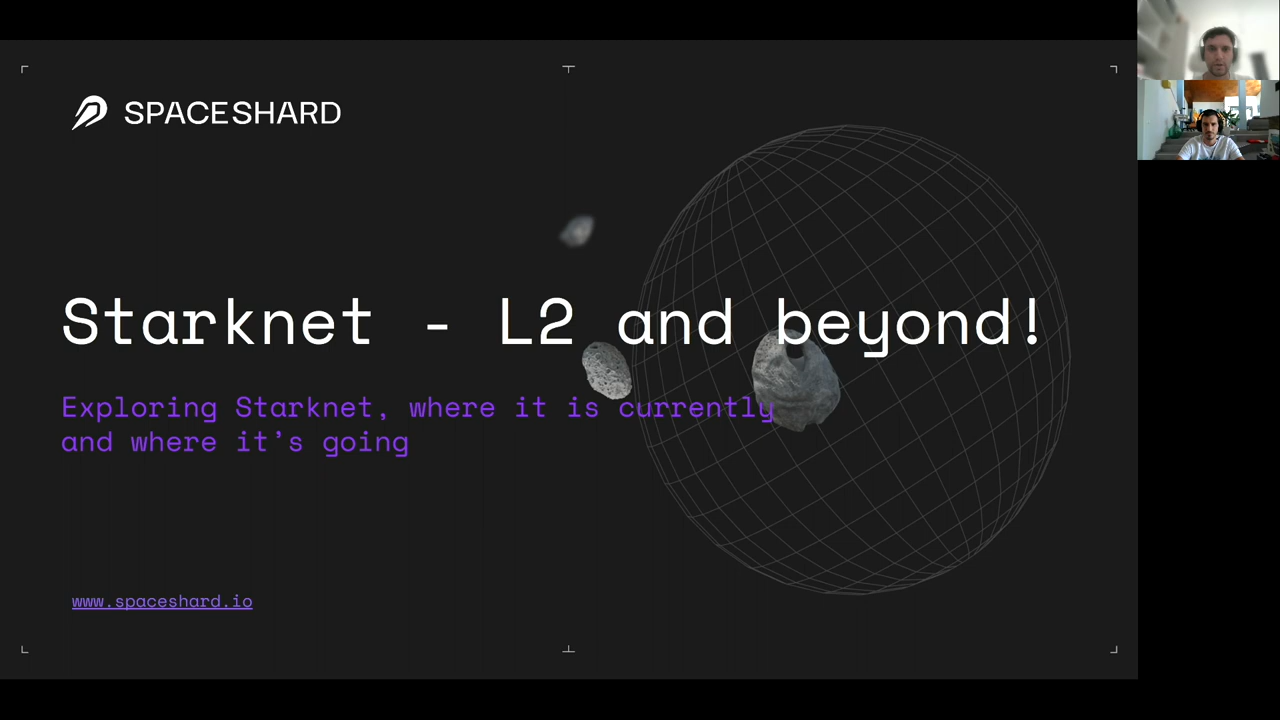 SPACESHARD
Starknet - L2 and beyond!
Exploring Starknet, where it is currently
and where it’s going
www.spaceshard.io